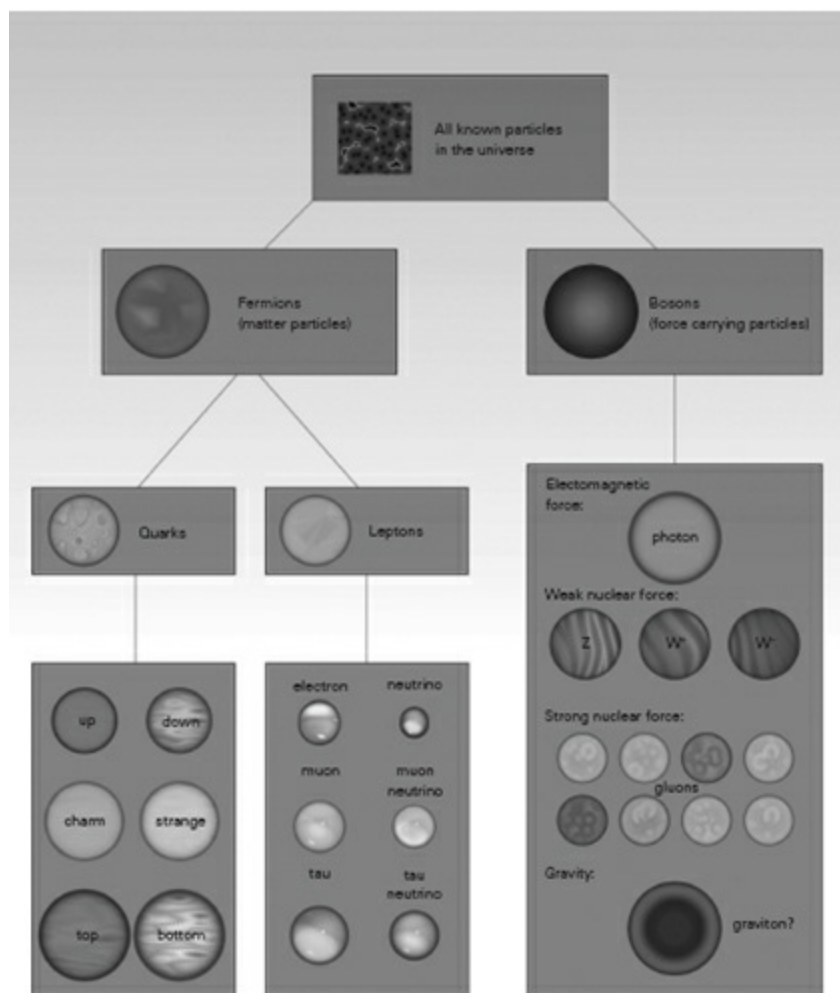 All known particles
in the universe
Fermions
(matter particles)
Bosons
(force carrying particles)
Quarks
Leptons
up
down
charm
strange
top
bottom
electron
neutrino
muon
muon
neutrino
tau
tau
neutrino
Electomagnetic
force:
photon
Weak nuclear force:
Z
W⁺
W⁻
Strong nuclear force:
gluons
Gravity:
graviton?